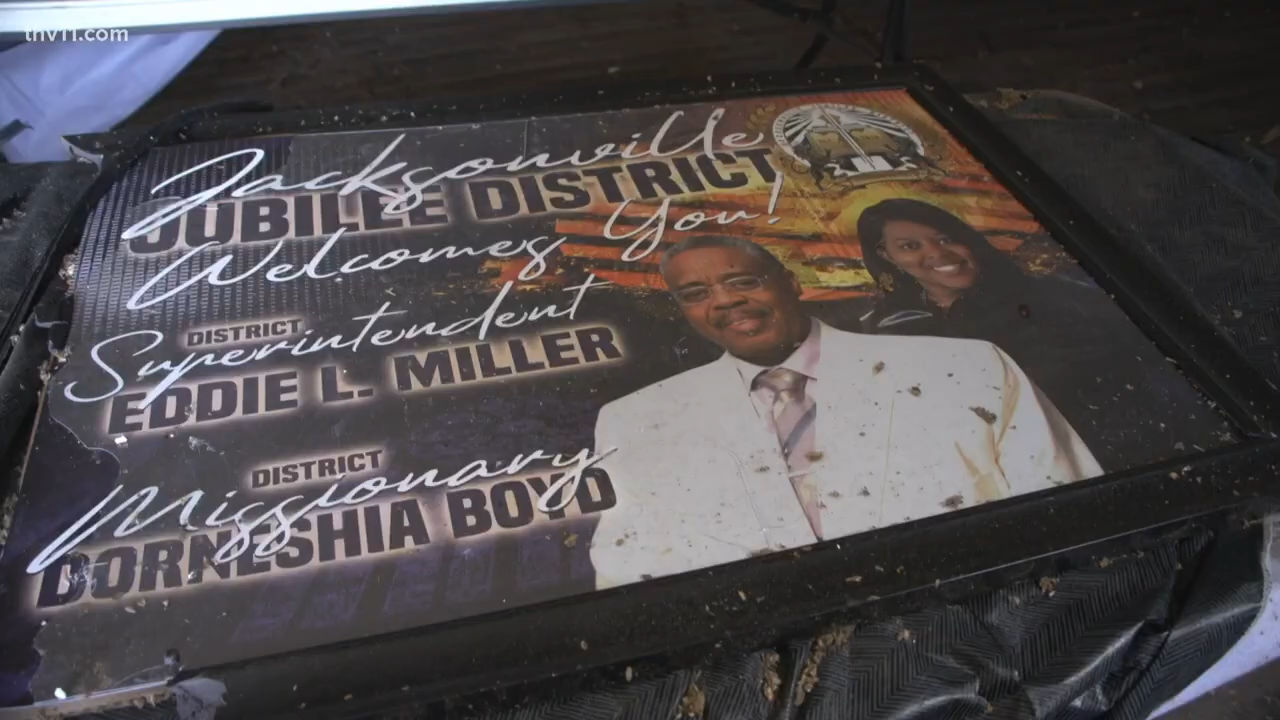 thv11.com
Jacksonville
JUBILEE DISTRICT
Welcomes You!
DISTRICT
Superintendent
EDDIE L. MILLER
DISTRICT
Missionary
DORNESHIA BOYD